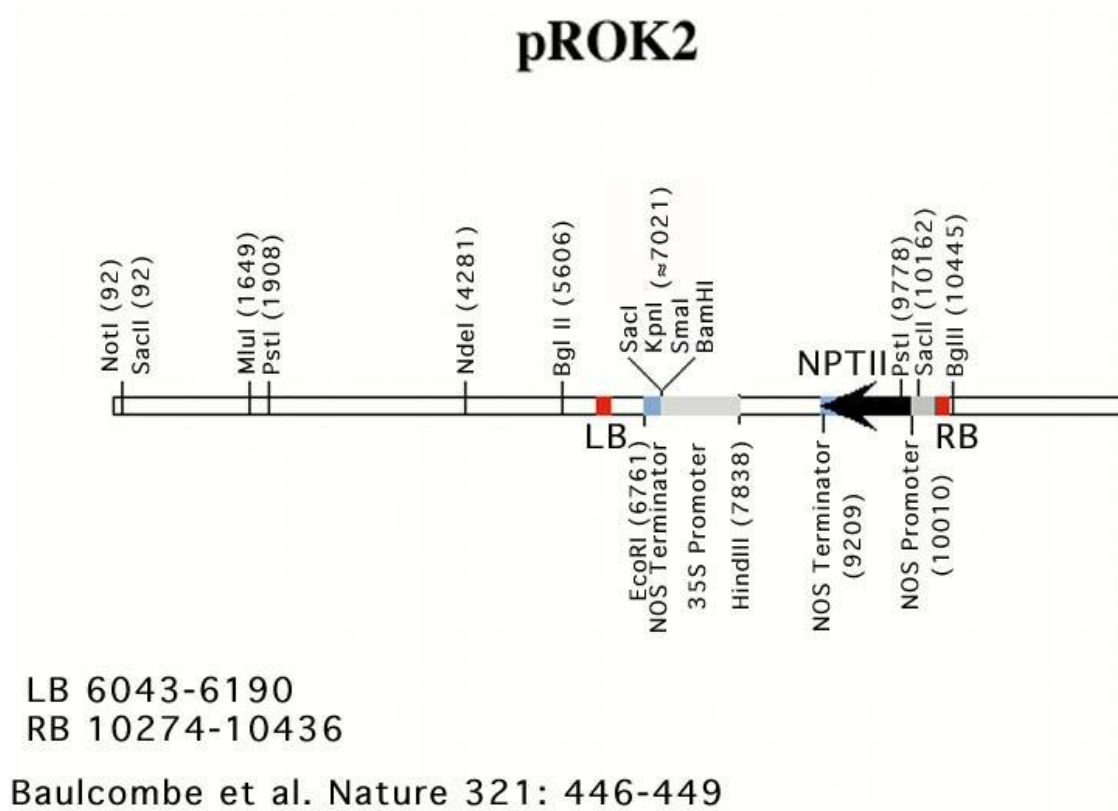 pROK2
NotI (92)
SacII (92)
MluI (1649)
PstI (1908)
NdeI (4281)
Bgl II (5606)
SacI
KpnI (≈7021)
SmaI
BamHI
NPTII
PstI (9778)
SacII (10162)
BglII (10445)
LB
RB
EcoRI (6761)
NOS Terminator
35S Promoter
HindIII (7838)
NOS Terminator
(9209)
NOS Promoter
(10010)
LB 6043-6190
RB 10274-10436
Baulcombe et al. Nature 321: 446-449